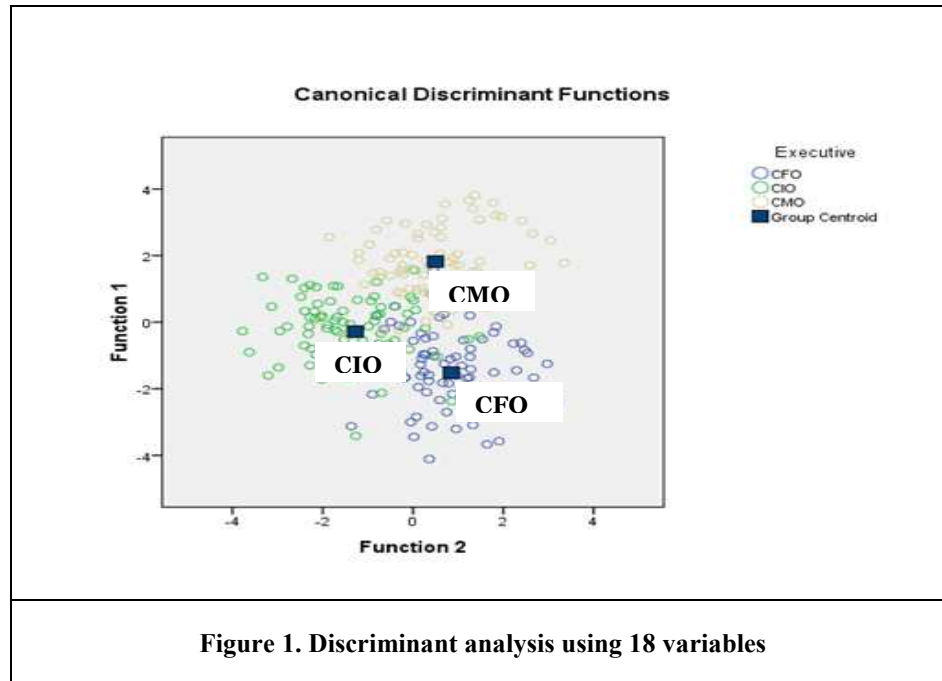 Canonical Discriminant Functions
Executive
CFO
CIO
CMO
Group Centroid
4
2
0
-2
-4
Function 1
CMO
CIO
CFO
-4
-2
0
2
4
Function 2
Figure 1. Discriminant analysis using 18 variables